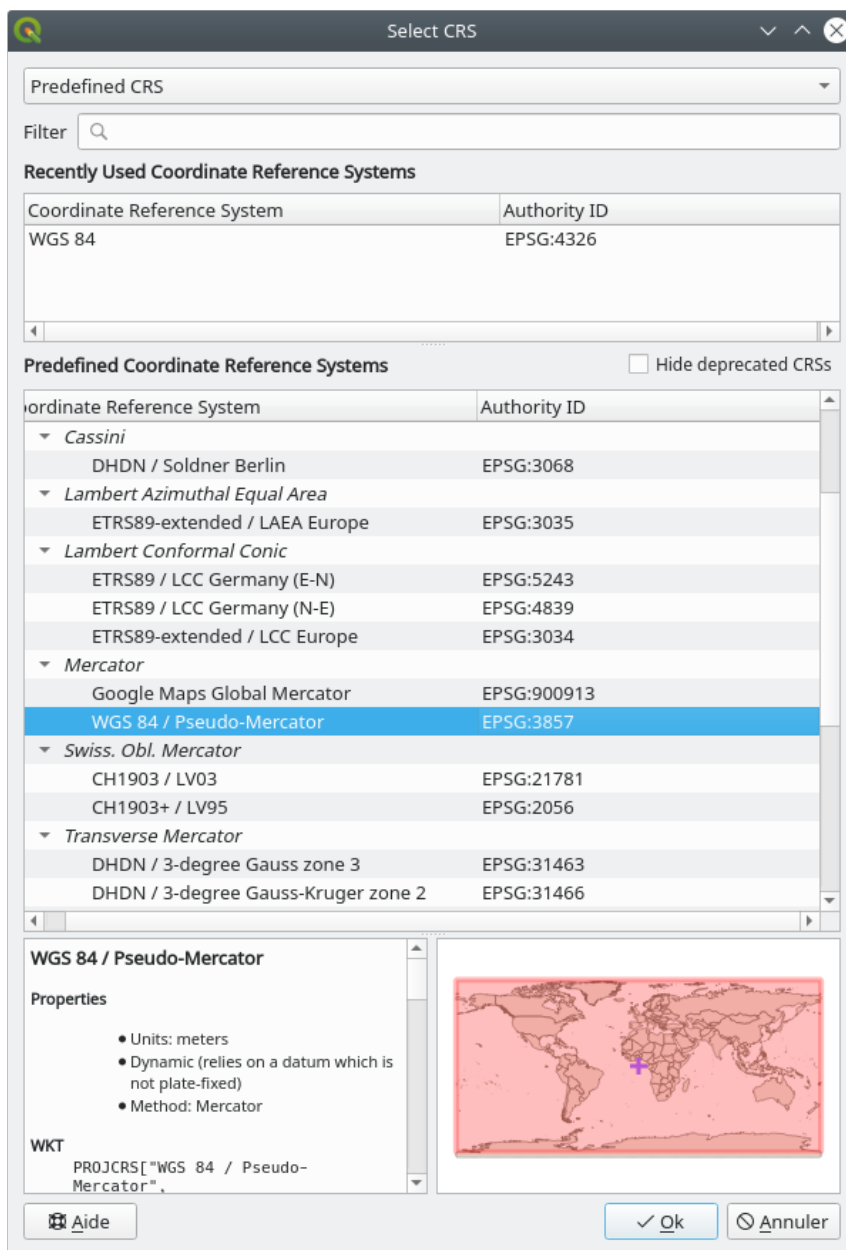 Select CRS
Predefined CRS
Filter
Recently Used Coordinate Reference Systems
Coordinate Reference System Authority ID
WGS 84 EPSG:4326
Predefined Coordinate Reference Systems Hide deprecated CRSs
oordinate Reference System Authority ID
Cassini
DHDN / Soldner Berlin EPSG:3068
Lambert Azimuthal Equal Area
ETRS89-extended / LAEA Europe EPSG:3035
Lambert Conformal Conic
ETRS89 / LCC Germany (E-N) EPSG:5243
ETRS89 / LCC Germany (N-E) EPSG:4839
ETRS89-extended / LCC Europe EPSG:3034
Mercator
Google Maps Global Mercator EPSG:900913
WGS 84 / Pseudo-Mercator EPSG:3857
Swiss. Obl. Mercator
CH1903 / LV03 EPSG:21781
CH1903+ / LV95 EPSG:2056
Transverse Mercator
DHDN / 3-degree Gauss zone 3 EPSG:31463
DHDN / 3-degree Gauss-Kruger zone 2 EPSG:31466
WGS 84 / Pseudo-Mercator
Properties
• Units: meters
• Dynamic (relies on a datum which is
not plate-fixed)
• Method: Mercator
WKT
PROJCRS["WGS 84 / Pseudo-
Mercator",
Aide Ok Annuler